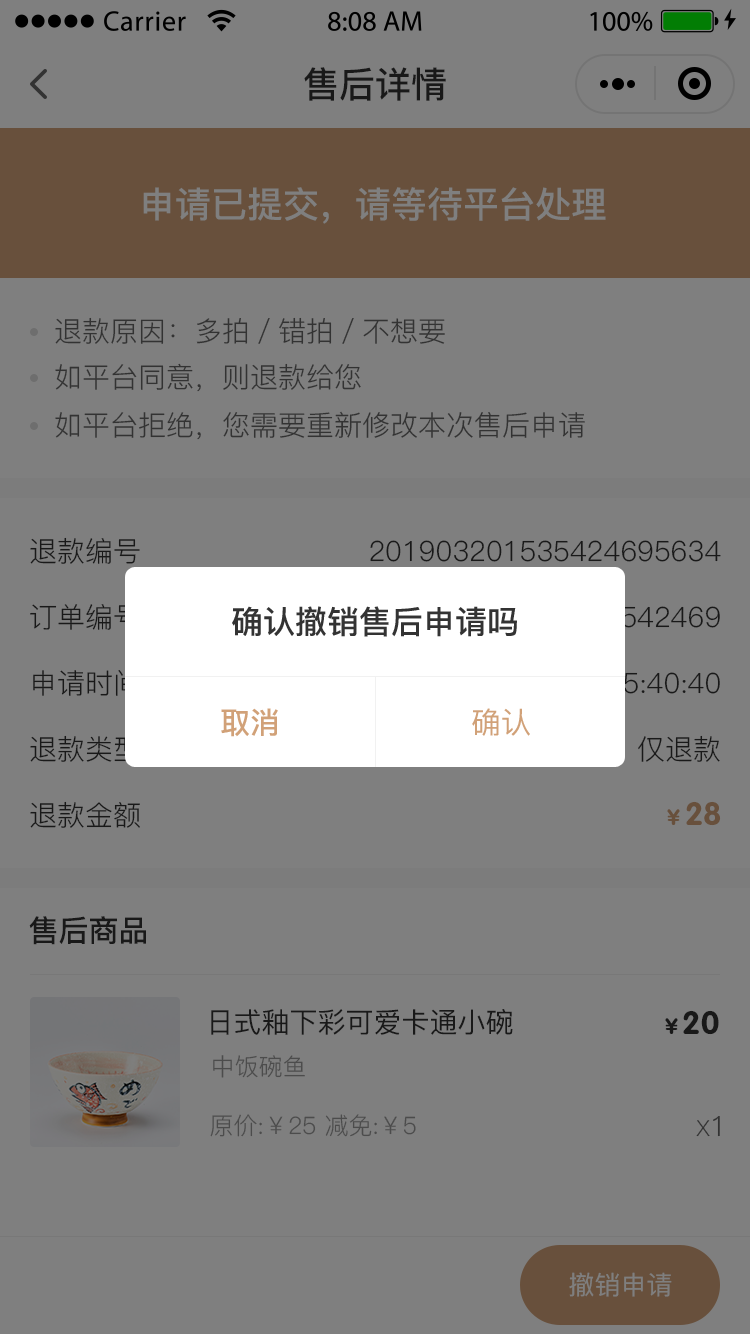 Carrier 8:08 AM 100%
售后详情
申请已提交，请等待平台处理
退款原因：多拍 / 错拍 / 不想要
如平台同意，则退款给您
如平台拒绝，您需要重新修改本次售后申请
退款编号 201903201535424695634
确认撤销售后申请吗
订单编号 542469
申请时间 5:40:40
取消 确认
退款类型 仅退款
退款金额 ¥28
售后商品
日式釉下彩可爱卡通小碗 ¥20
中饭碗鱼
原价:¥25 减免:¥5 x1
撤销申请